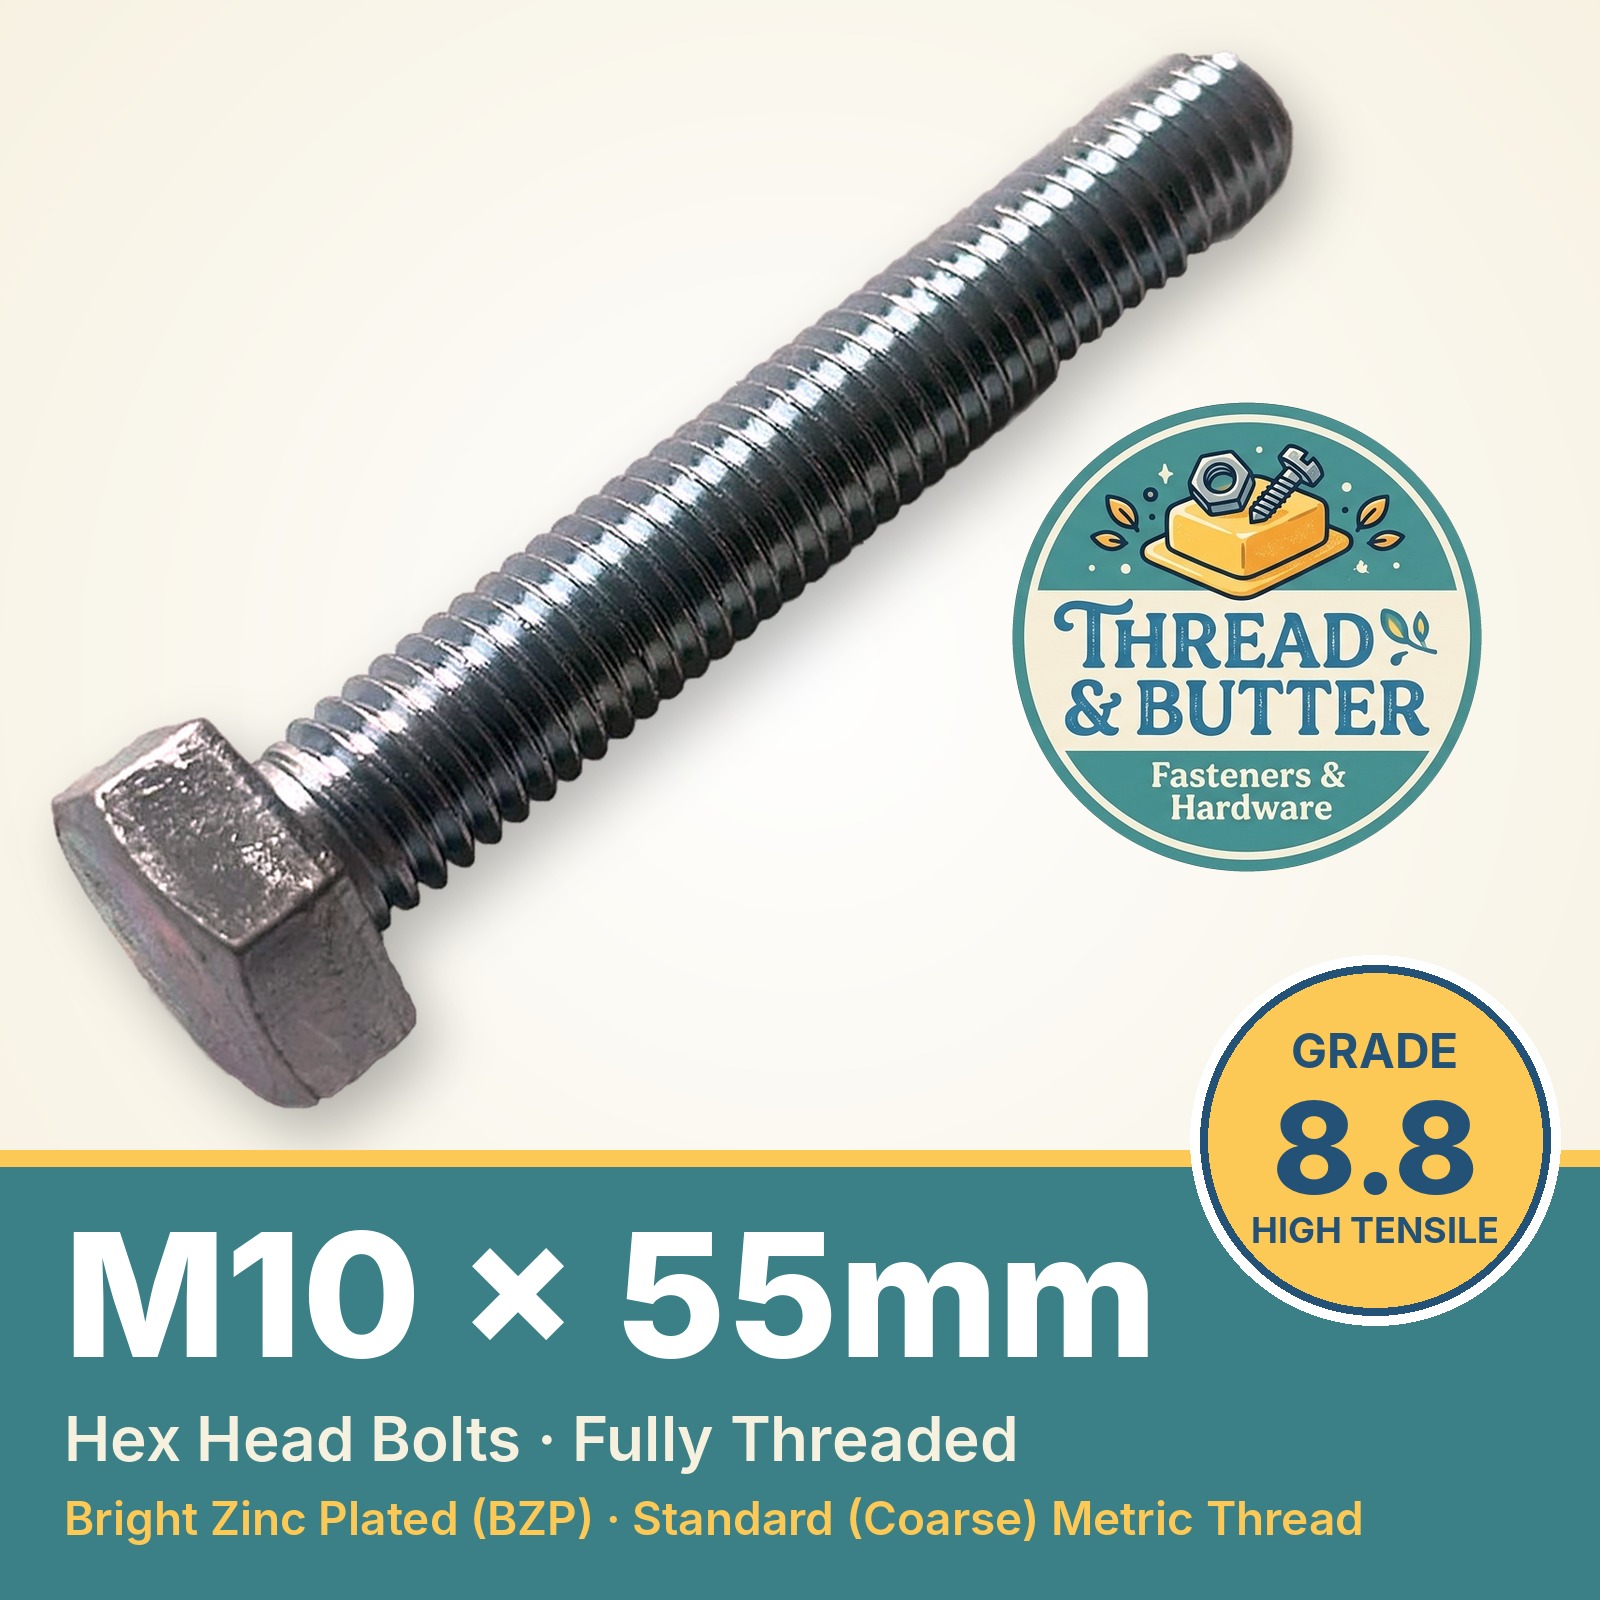 THREAD
& BUTTER
Fasteners &
Hardware
GRADE
8.8
HIGH TENSILE
M10 × 55mm
Hex Head Bolts · Fully Threaded
Bright Zinc Plated (BZP) · Standard (Coarse) Metric Thread